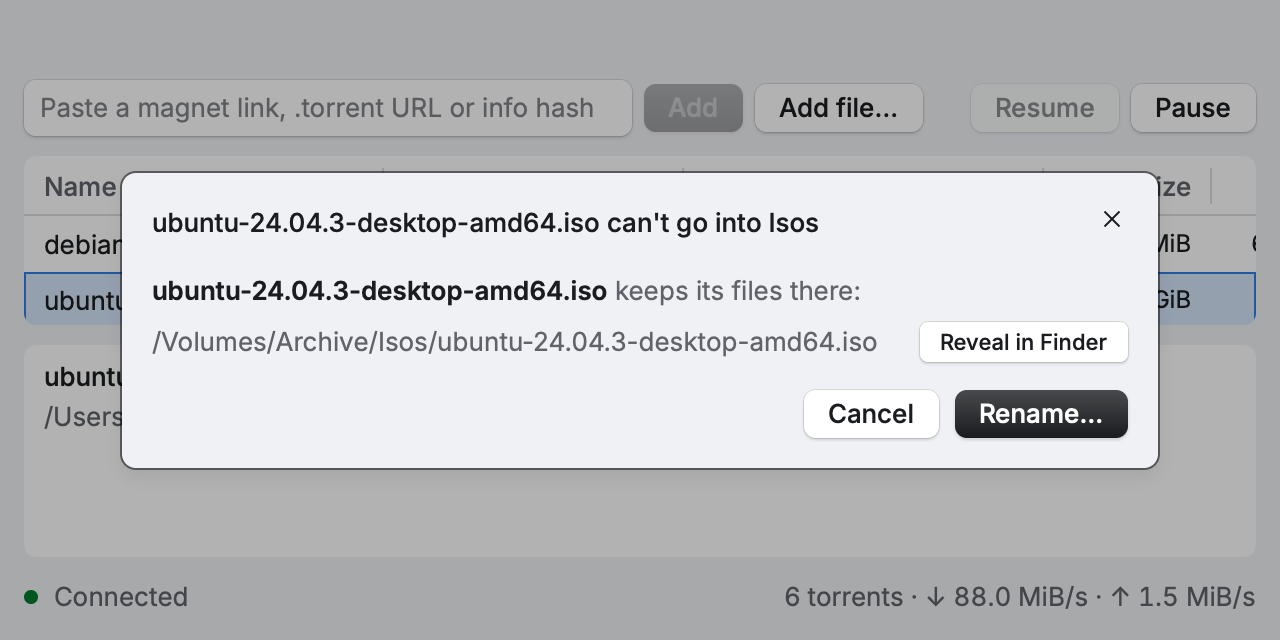 Paste a magnet link, .torrent URL or info hash
Add
Add file...
Resume
Pause
Name
ize
debian
MiB
6
ubuntu
GiB
ubuntu-24.04.3-desktop-amd64.iso can't go into Isos
ubuntu-24.04.3-desktop-amd64.iso keeps its files there:
/Volumes/Archive/Isos/ubuntu-24.04.3-desktop-amd64.iso
Reveal in Finder
Cancel
Rename...
ubuntu
/Users
Connected
6 torrents · ↓ 88.0 MiB/s · ↑ 1.5 MiB/s